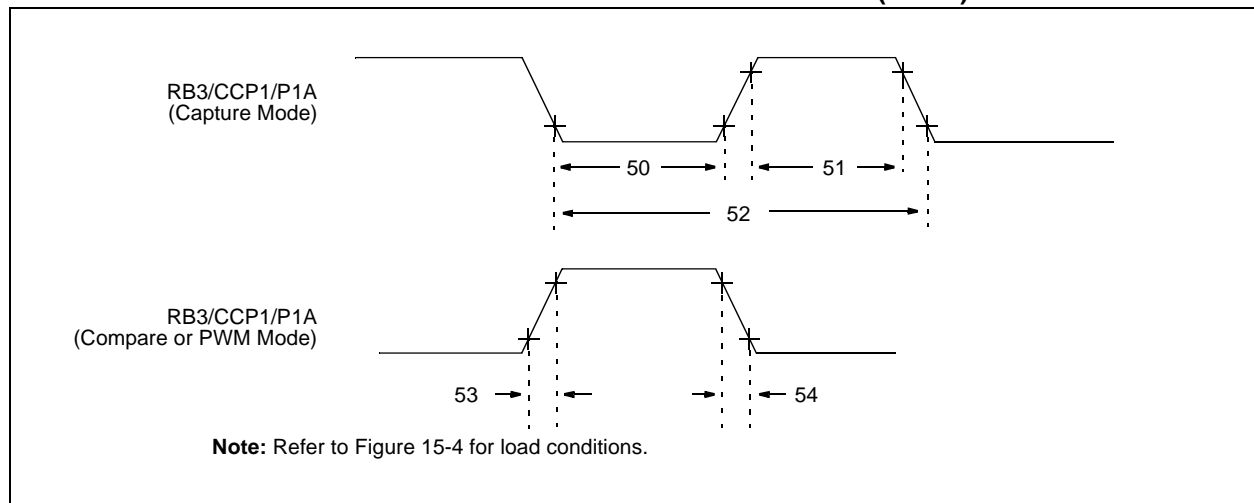 RB3/CCP1/P1A
(Capture Mode)
50
51
52
RB3/CCP1/P1A
(Compare or PWM Mode)
53
54
Note: Refer to Figure 15-4 for load conditions.